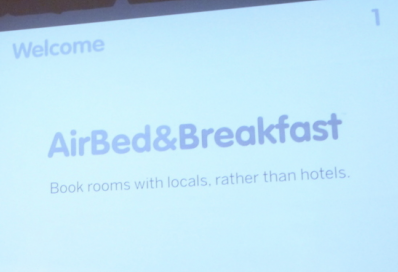 Welcome
1
AirBed&Breakfast
Book rooms with locals, rather than hotels.